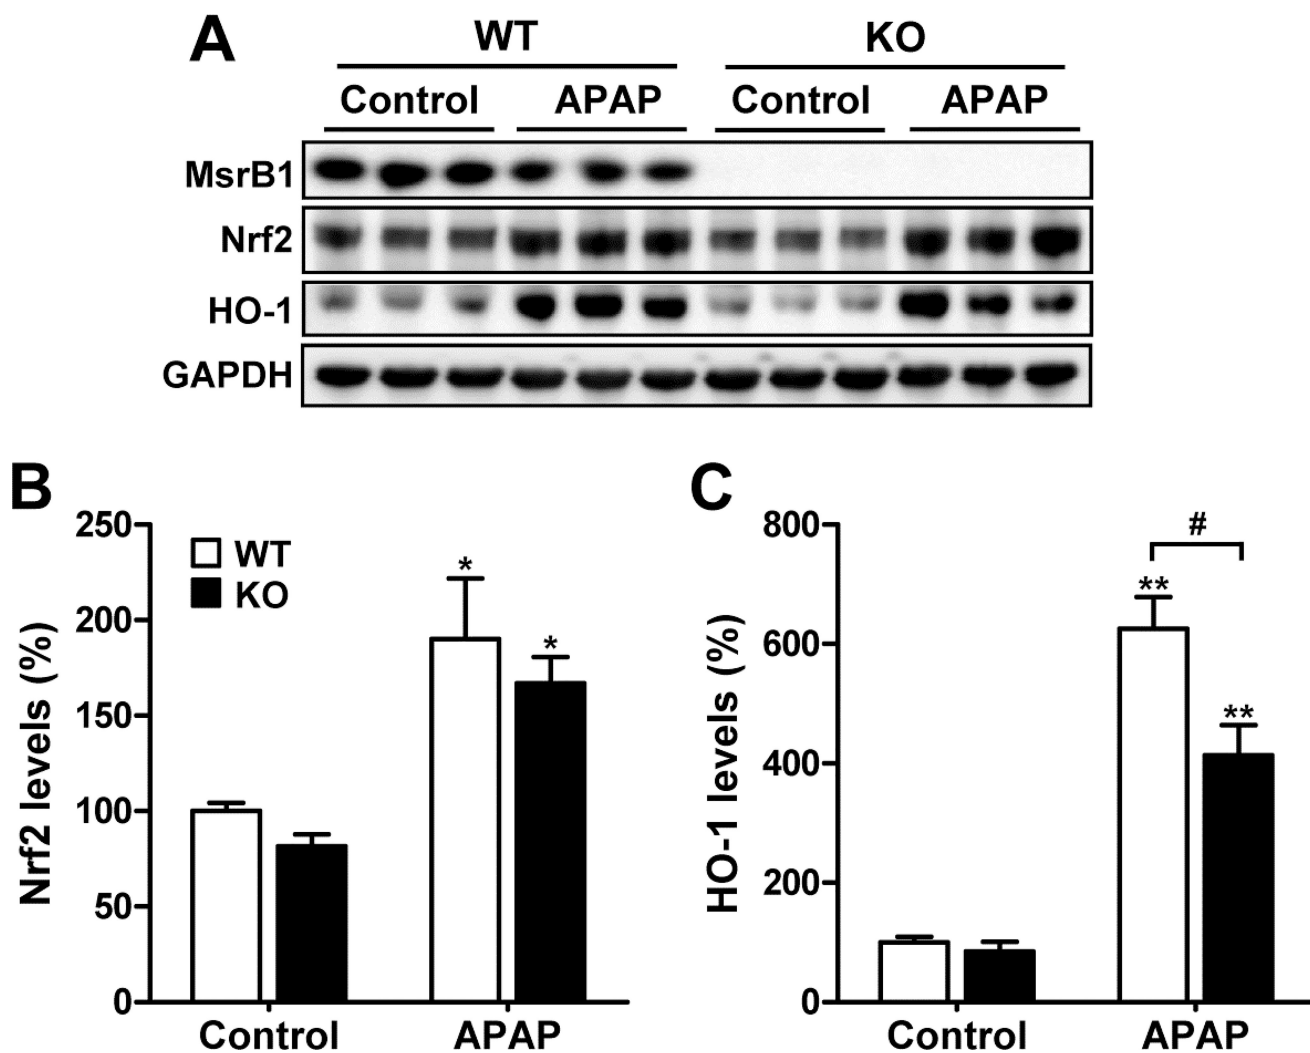 A
WT KO
Control APAP Control APAP
MsrB1
Nrf2
HO-1
GAPDH
B
Nrf2 levels (%)
250
200
150
100
50
0
WT
KO
*
*
Control APAP
C
HO-1 levels (%)
800
600
400
200
0
#
**
**
Control APAP